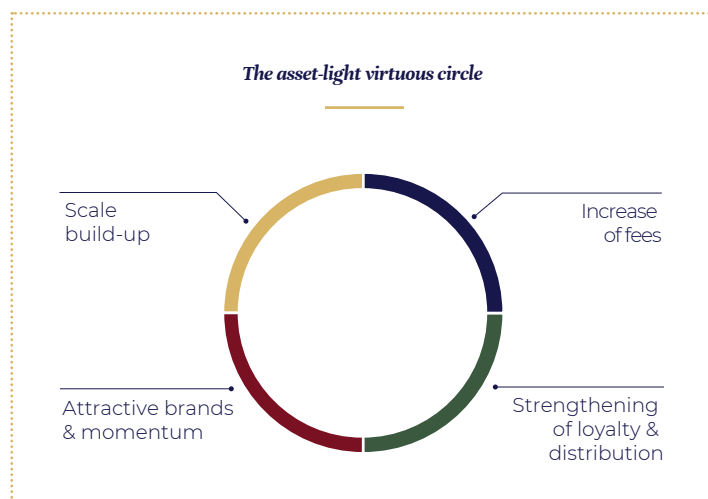 The asset-light virtuous circle
Scale
build-up
Increase
of fees
Attractive brands
& momentum
Strengthening
of loyalty &
distribution